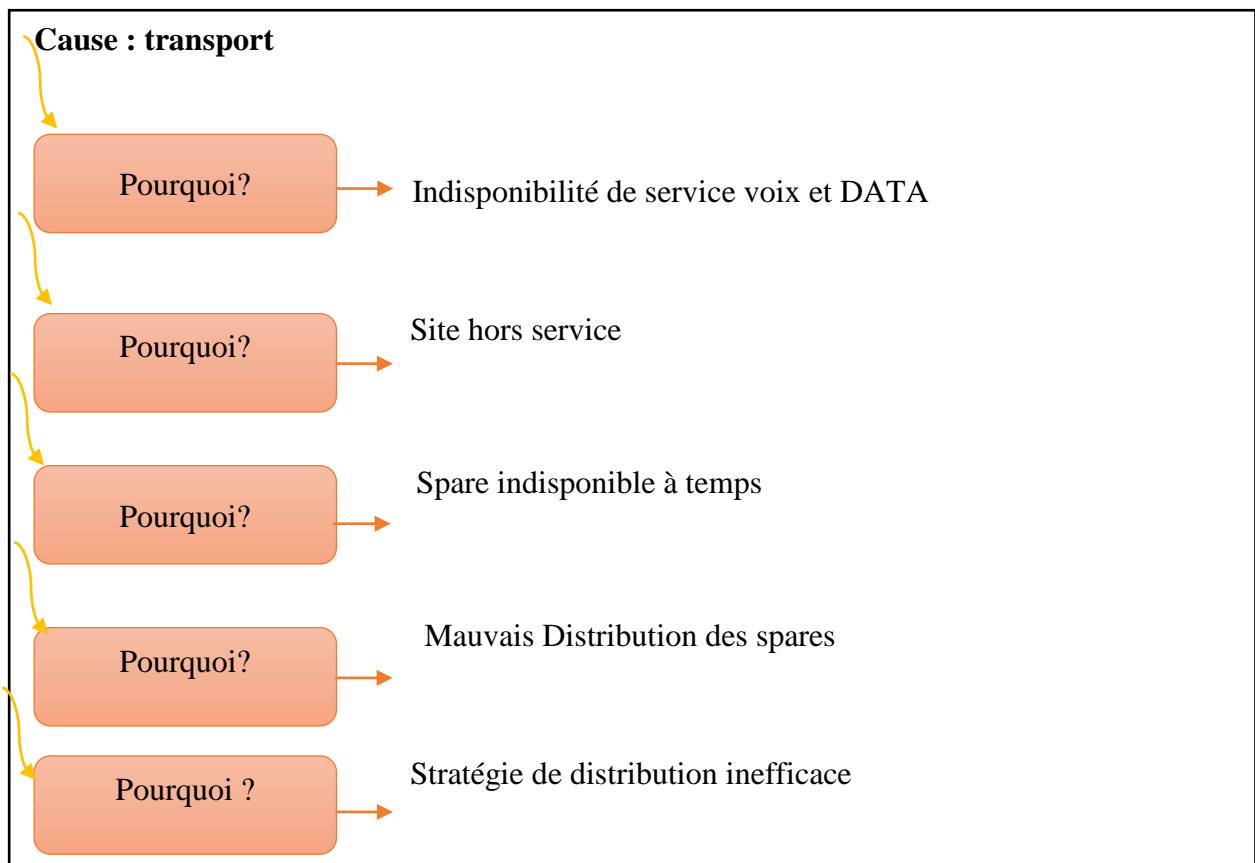 Cause : transport
Pourquoi?
Indisponibilité de service voix et DATA
Pourquoi?
Site hors service
Pourquoi?
Spare indisponible à temps
Pourquoi?
Mauvais Distribution des spares
Pourquoi ?
Stratégie de distribution inefficace